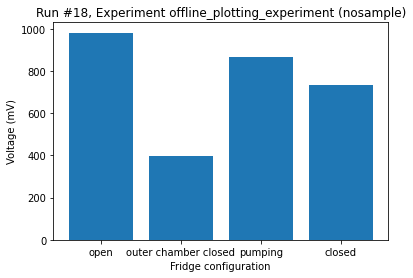 Run #18, Experiment offline_plotting_experiment (nosample)
1000
800
600
400
200
0
Voltage (mV)
open outer chamber closed pumping closed
Fridge configuration